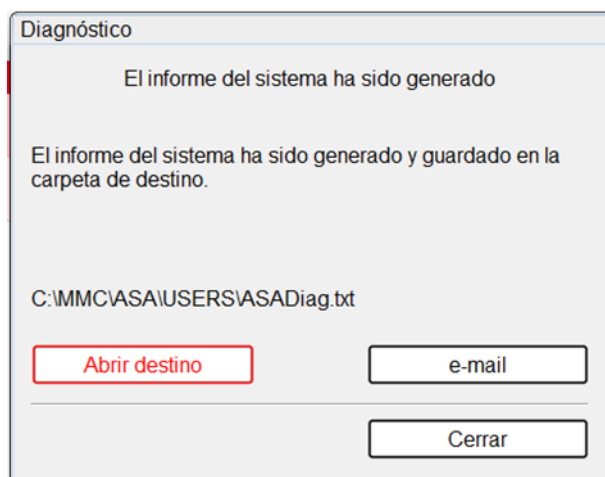 Diagnóstico
El informe del sistema ha sido generado
El informe del sistema ha sido generado y guardado en la
carpeta de destino.
C:\MMC\ASA\USERS\ASADiag.txt
Abrir destino
e-mail
Cerrar